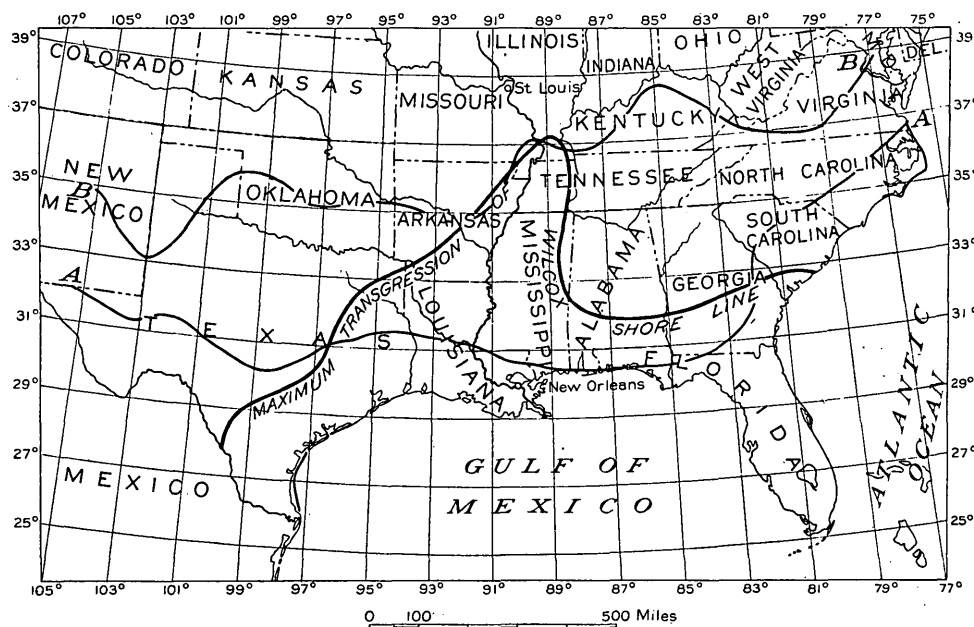 107° 105° 103° 101° 99° 97° 95° 93° 91° 89° 87° 85° 83° 81° 79° 77° 75°
39° 39
COLORADO KANSAS MISSOURI ILLINOIS INDIANA OHIO WEST VIRGINIA DEL.
St Louis
B
37° KENTUCKY VIRGINIA 37°
A
NEW MEXICO
B
OKLAHOMA ARKANSAS TENNESSEE NORTH CAROLINA
35° 35°
SOUTH CAROLINA
33° 33°
MISSISSIPP ALABAMA GEORGIA
A
MAXIMUM TRANSGRESSION OF WILCOX SHORE LINE
31° TEXAS LOUISIANA 31°
FLORIDA
New Orleans
29° 29°
ATLANTIC OCEAN
27° GULF OF MEXICO 27°
MEXICO
25° 25°
105° 103° 101° 99° 97° 95° 93° 91° 89° 87° 85° 83° 81° 79° 77°
0 100 500 Miles